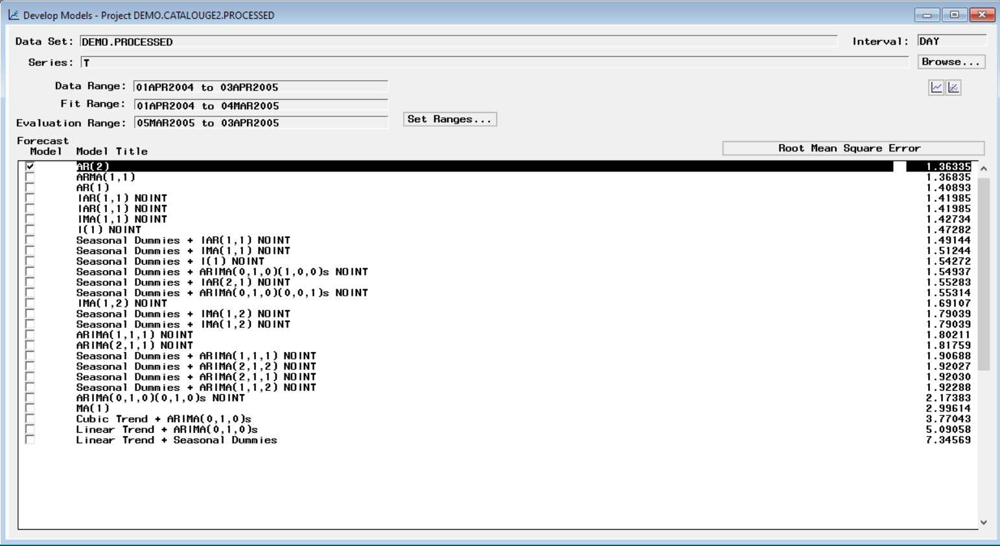 Develop Models - Project DEMO.CATALOUGE2.PROCESSED
Data Set: DEMO.PROCESSED Interval: DAY
Series: T Browse...
Data Range: 01APR2004 to 03APR2005
Fit Range: 01APR2004 to 04MAR2005
Evaluation Range: 05MAR2005 to 03APR2005 Set Ranges...
Forecast
Model Model Title Root Mean Square Error
AR(2) 1.36335
ARMA(1,1) 1.36835
AR(1) 1.40893
IAR(1,1) NOINT 1.41985
IAR(1,1) NOINT 1.41985
IMA(1,1) NOINT 1.42734
I(1) NOINT 1.47282
Seasonal Dummies + IAR(1,1) NOINT 1.49144
Seasonal Dummies + IMA(1,1) NOINT 1.51244
Seasonal Dummies + I(1) NOINT 1.54272
Seasonal Dummies + ARIMA(0,1,0)(1,0,0)s NOINT 1.54937
Seasonal Dummies + IAR(2,1) NOINT 1.55283
Seasonal Dummies + ARIMA(0,1,0)(0,0,1)s NOINT 1.55314
IMA(1,2) NOINT 1.69107
Seasonal Dummies + IMA(1,2) NOINT 1.79039
Seasonal Dummies + IMA(1,2) NOINT 1.79039
ARIMA(1,1,1) NOINT 1.80211
ARIMA(2,1,1) NOINT 1.81759
Seasonal Dummies + ARIMA(1,1,1) NOINT 1.90688
Seasonal Dummies + ARIMA(2,1,2) NOINT 1.92027
Seasonal Dummies + ARIMA(2,1,1) NOINT 1.92030
Seasonal Dummies + ARIMA(1,1,2) NOINT 1.92288
ARIMA(0,1,0)(0,1,0)s NOINT 2.17383
MA(1) 2.99614
Cubic Trend + ARIMA(0,1,0)s 3.77043
Linear Trend + ARIMA(0,1,0)s 5.09058
Linear Trend + Seasonal Dummies 7.34569